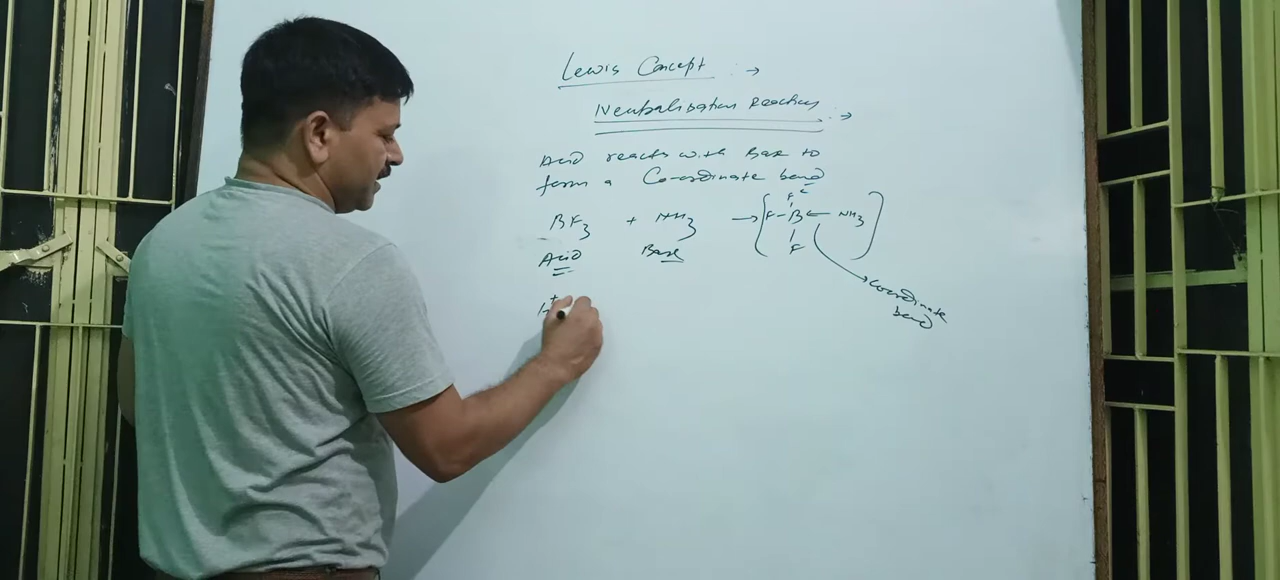 Lewis Concept :→
Neutralisation Reaction :→
Acid reacts with Base to
form a Co-ordinate bond
BF3 + NH3 → [F-B ← NH3]
F
F
Acid Base
Coordinate
bond
H+